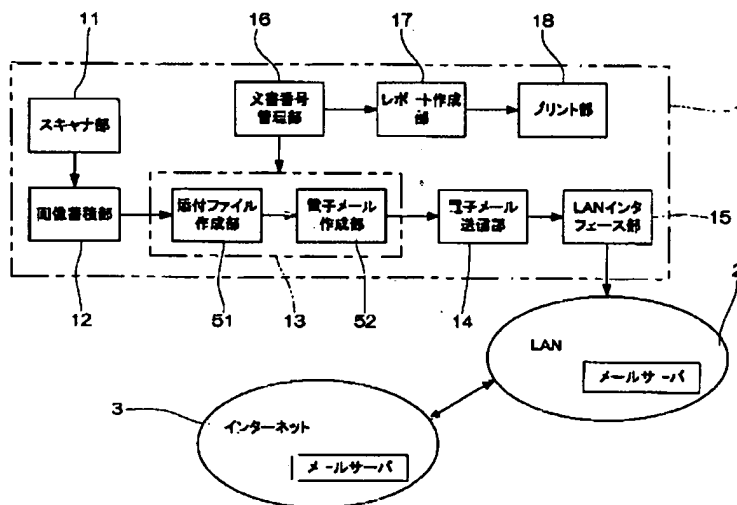 11
16
17
18
スキャナ部
文書番号
管理部
レポート作成
部
プリント部
画像蓄積部
添付ファイル
作成部
電子メール
作成部
電子メール
送信部
LANインタ
フェース部
15
12
51
13
52
14
2
LAN
メールサーバ
3
インターネット
メールサーバ